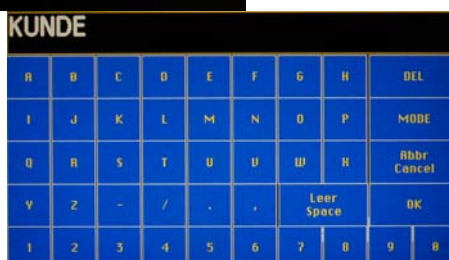 KUNDE
A B C D E F G H DEL
I J K L M N O P MODE
Q R S T U V W X Abbr Cancel
Y Z - / . , Leer Space OK
1 2 3 4 5 6 7 8 9 0